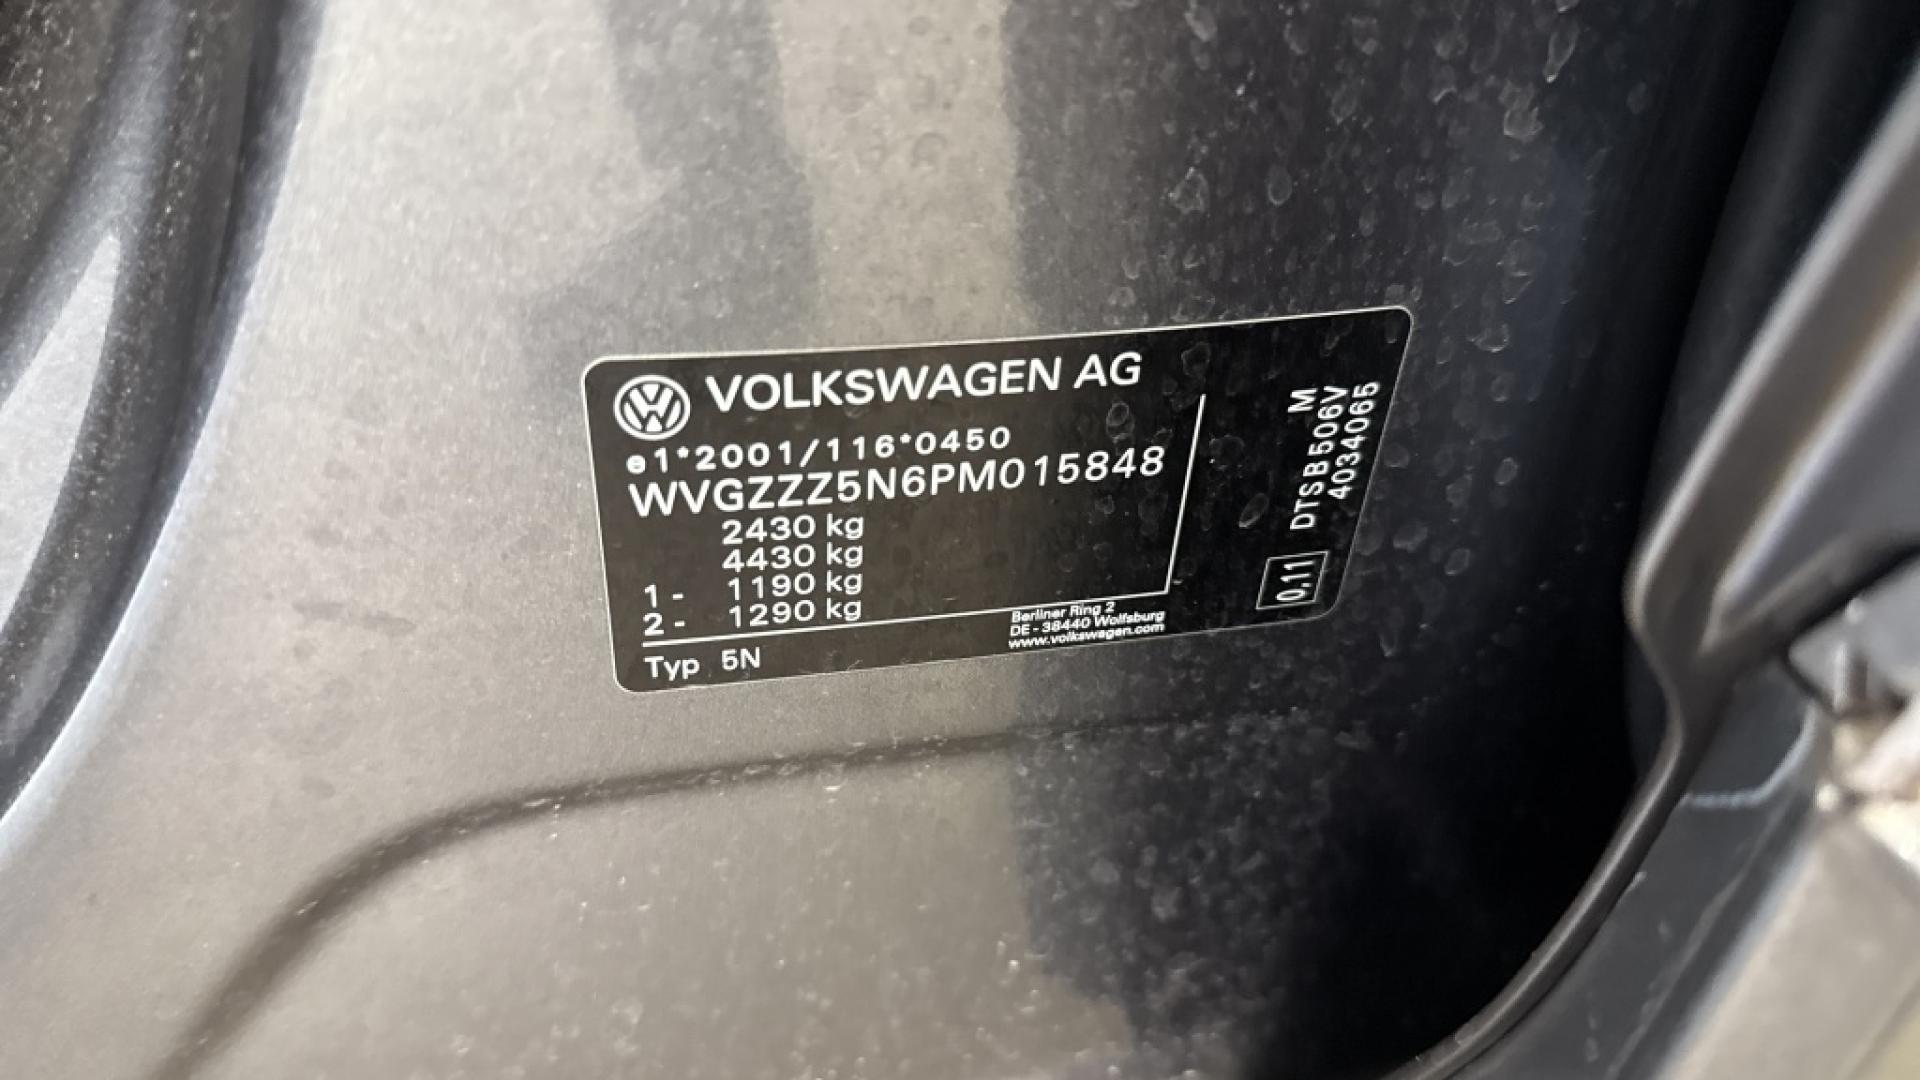 VOLKSWAGEN AG
e1*2001/116*0450
WVGZZZ5N6PM015848
2430 kg
4430 kg
1 - 1190 kg
2 - 1290 kg
Typ 5N
Berliner Ring 2
DE - 38440 Wolfsburg
www.volkswagen.com
M
DTSB506V
4034065
0,11